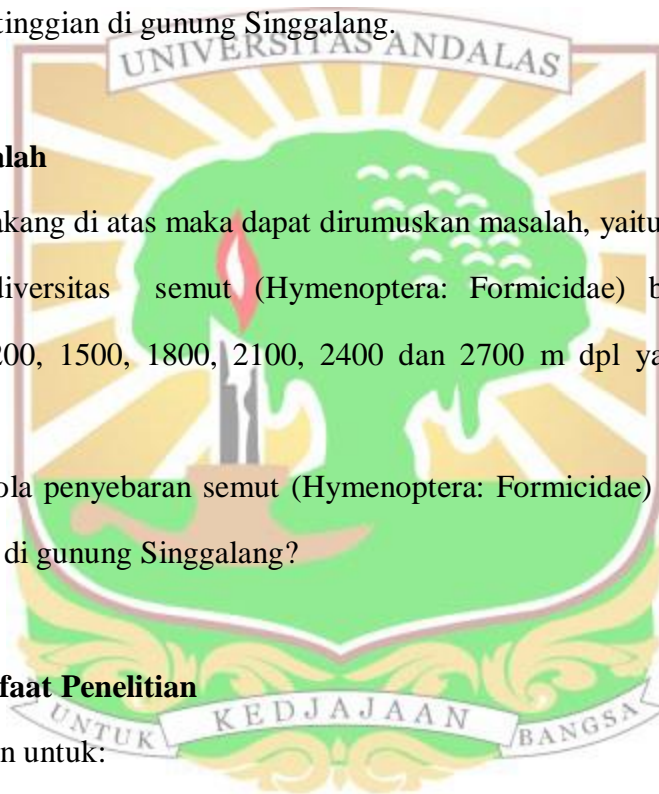 tinggian di gunung Singgalang.
UNIVERSITAS ANDALAS
alah
akang di atas maka dapat dirumuskan masalah, yaitu
diversitas semut (Hymenoptera: Formicidae) b
200, 1500, 1800, 2100, 2400 dan 2700 m dpl ya
ola penyebaran semut (Hymenoptera: Formicidae)
di gunung Singgalang?
faat Penelitian
UNTUK KEDJAJAAN BANGSA
n untuk: